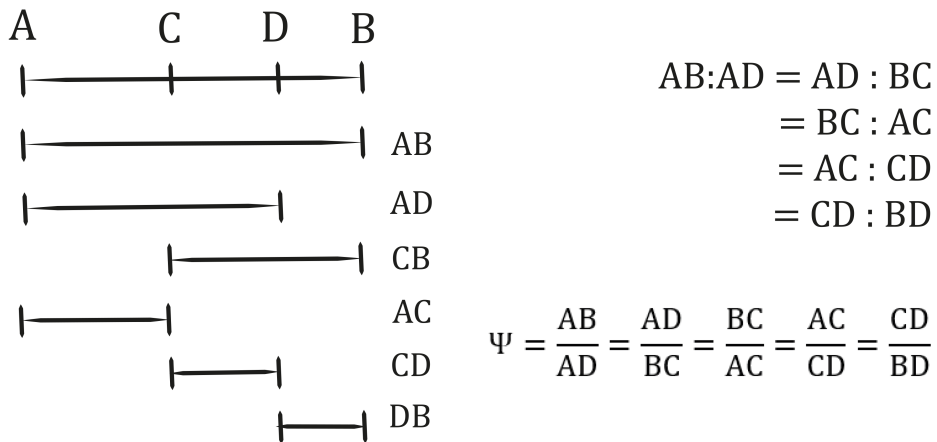 A C D B
AB
AD
CB
AC
CD
DB
AB:AD = AD : BC
= BC : AC
= AC : CD
= CD : BD
Ψ = AB/AD = AD/BC = BC/AC = AC/CD = CD/BD